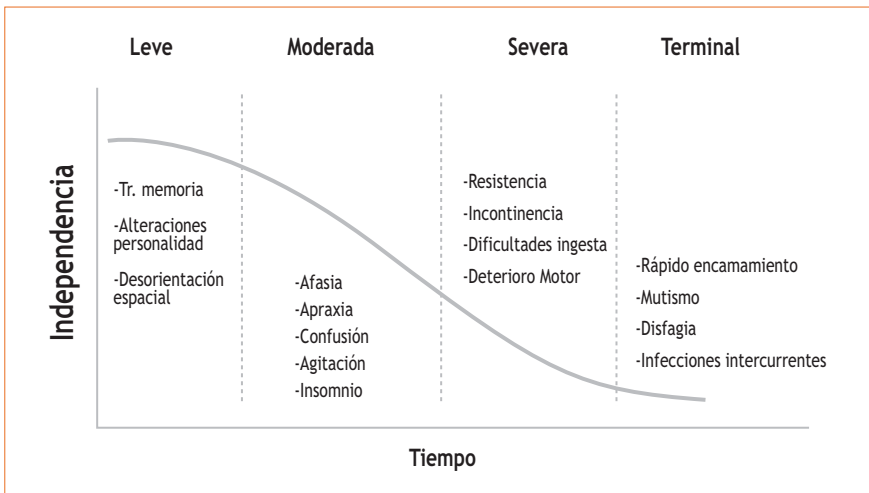 Leve
Moderada
Severa
Terminal
Independencia
-Tr. memoria
-Alteraciones
personalidad
-Desorientación
espacial
-Afasia
-Apraxia
-Confusión
-Agitación
-Insomnio
-Resistencia
-Incontinencia
-Dificultades ingesta
-Deterioro Motor
-Rápido encamamiento
-Mutismo
-Disfagia
-Infecciones intercurrentes
Tiempo